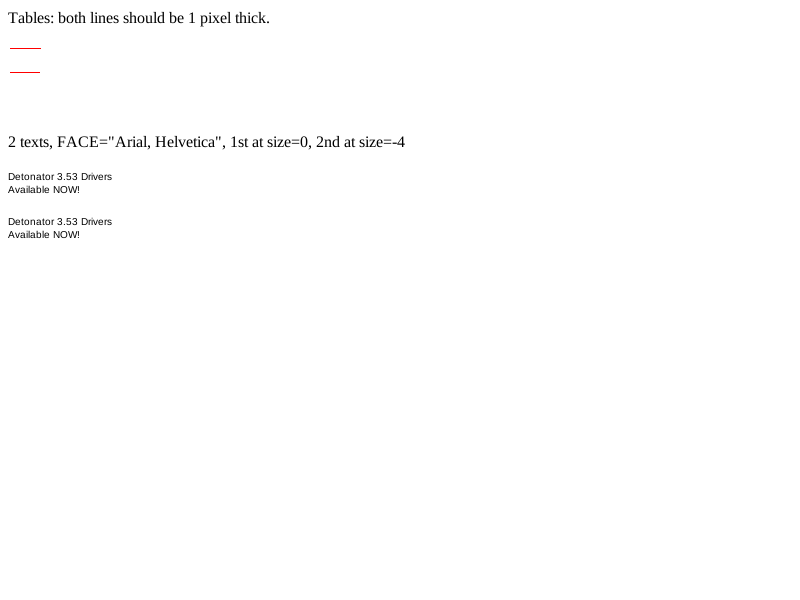 Tables: both lines should be 1 pixel thick.
2 texts, FACE="Arial, Helvetica", 1st at size=0, 2nd at size=-4
Detonator 3.53 Drivers
Available NOW!
Detonator 3.53 Drivers
Available NOW!